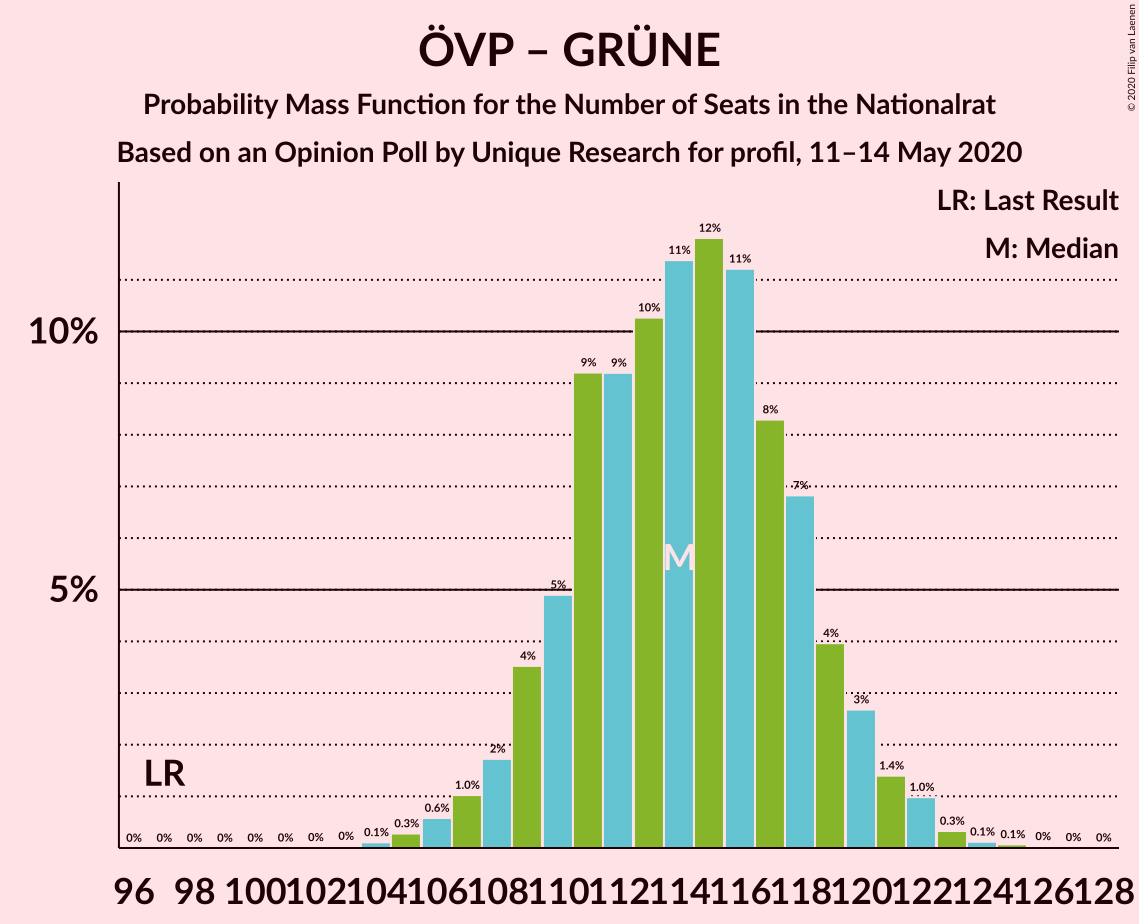 ÖVP – GRÜNE
Probability Mass Function for the Number of Seats in the Nationalrat
Based on an Opinion Poll by Unique Research for profil, 11–14 May 2020
© 2020 Filip van Laenen
LR: Last Result
M: Median
10%
5%
LR
M
0% 0% 0% 0% 0% 0% 0% 0% 0.1% 0.3% 0.6% 1.0% 2% 4% 5% 9% 9% 10% 11% 12% 11% 8% 7% 4% 3% 1.4% 1.0% 0.3% 0.1% 0.1% 0% 0% 0%
96 98 100 102 104 106 108 110 112 114 116 118 120 122 124 126 128